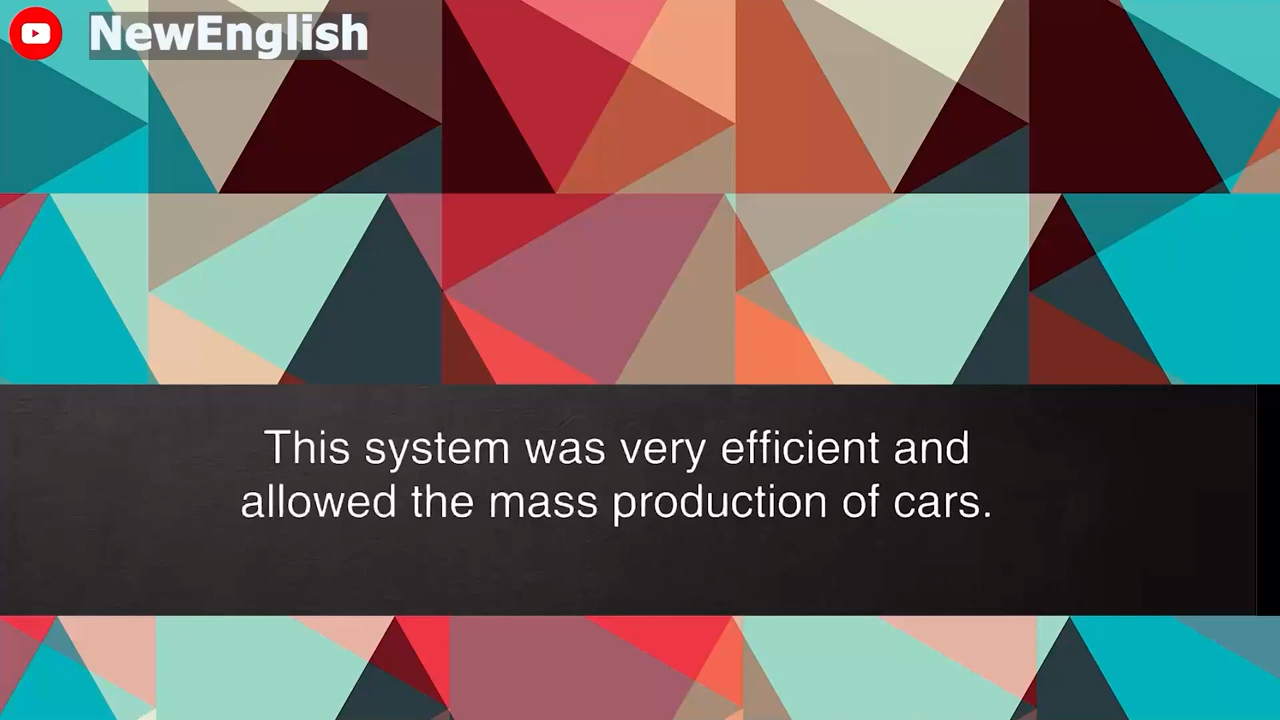 NewEnglish
This system was very efficient and
allowed the mass production of cars.